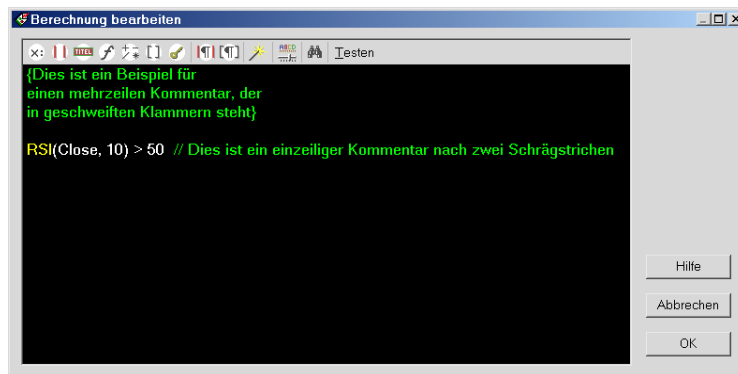 Berechnung bearbeiten
x: TITEL f [] [¶] Testen
{Dies ist ein Beispiel für
einen mehrzeilen Kommentar, der
in geschweiften Klammern steht}
RSI(Close, 10) > 50 // Dies ist ein einzeiliger Kommentar nach zwei Schrägstrichen
Hilfe
Abbrechen
OK